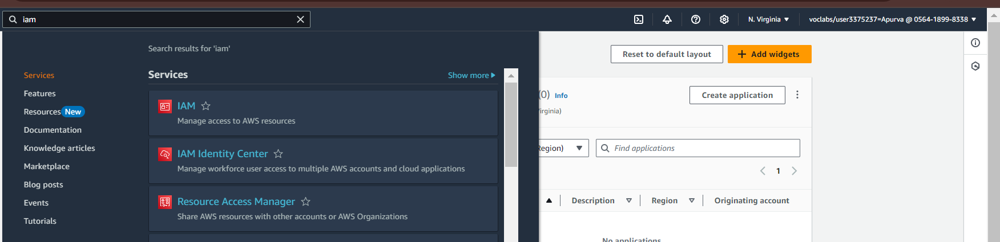 iam
N. Virginia
voclabs/user3375237=Apurva @ 0564-1899-8338
Search results for 'iam'
Services
Features
Resources New
Documentation
Knowledge articles
Marketplace
Blog posts
Events
Tutorials
Services
Show more
IAM
Manage access to AWS resources
IAM Identity Center
Manage workforce user access to multiple AWS accounts and cloud applications
Resource Access Manager
Share AWS resources with other accounts or AWS Organizations
Reset to default layout
+ Add widgets
(0) Info
Create application
irginia)
Region)
Find applications
1
Description
Region
Originating account
No applications